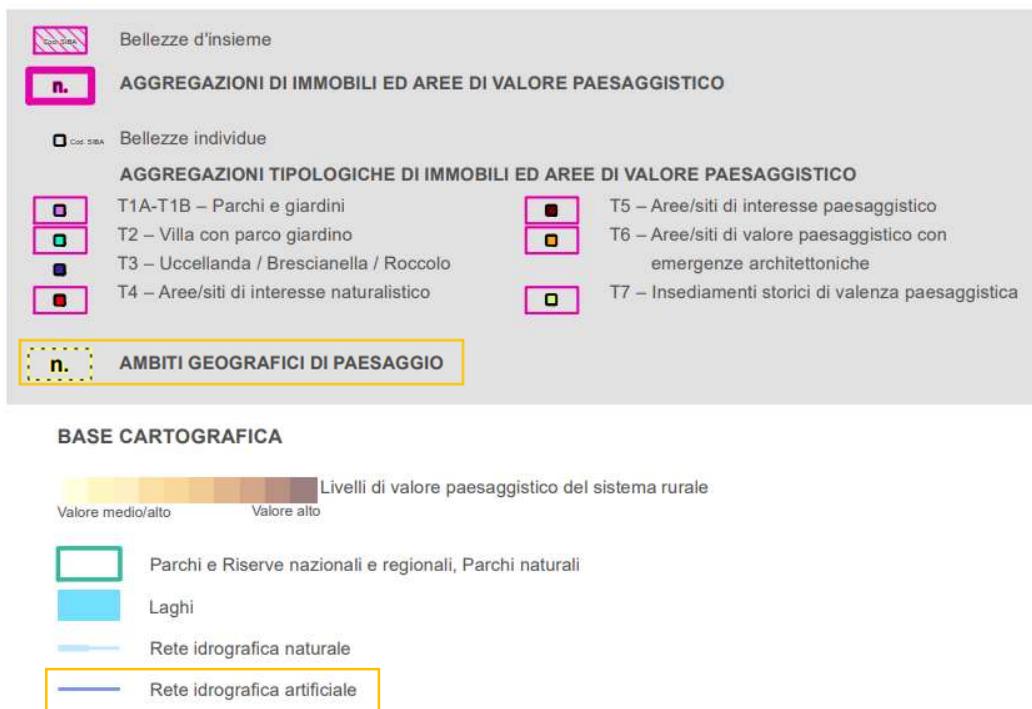 Cod. SIBA Bellezze d'insieme
n. AGGREGAZIONI DI IMMOBILI ED AREE DI VALORE PAESAGGISTICO
Cod. SIBA Bellezze individue
AGGREGAZIONI TIPOLOGICHE DI IMMOBILI ED AREE DI VALORE PAESAGGISTICO
T1A-T1B – Parchi e giardini
T2 – Villa con parco giardino
T3 – Uccellanda / Brescianella / Roccolo
T4 – Aree/siti di interesse naturalistico
T5 – Aree/siti di interesse paesaggistico
T6 – Aree/siti di valore paesaggistico con
emergenze architettoniche
T7 – Insediamenti storici di valenza paesaggistica
n. AMBITI GEOGRAFICI DI PAESAGGIO
BASE CARTOGRAFICA
Livelli di valore paesaggistico del sistema rurale
Valore medio/alto Valore alto
Parchi e Riserve nazionali e regionali, Parchi naturali
Laghi
Rete idrografica naturale
Rete idrografica artificiale